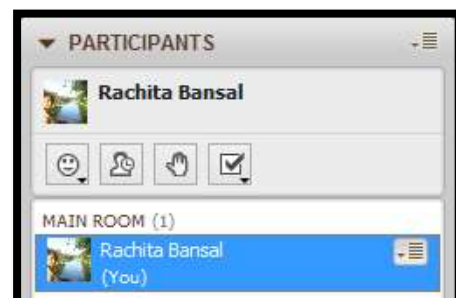 PARTICIPANTS
Rachita Bansal
MAIN ROOM (1)
Rachita Bansal
(You)